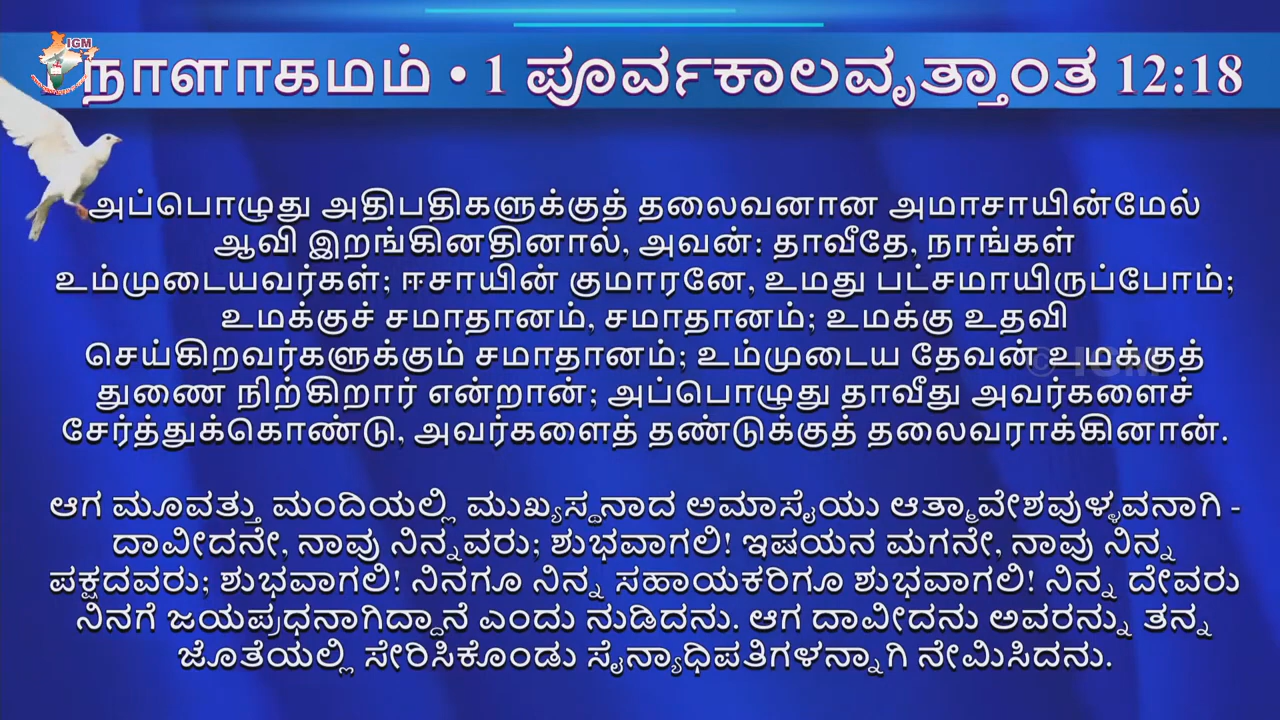 IGM
நாளாகமம் • 1 ಪೂರ್ವಕಾಲವೃತ್ತಾಂತ 12:18
அப்பொழுது அதிபதிகளுக்குத் தலைவனான அமாசாயின்மேல்
ஆவி இறங்கினதினால், அவன்: தாவீதே, நாங்கள்
உம்முடையவர்கள்; ஈசாயின் குமாரனே, உமது பட்சமாயிருப்போம்;
உமக்குச் சமாதானம், சமாதானம்; உமக்கு உதவி
செய்கிறவர்களுக்கும் சமாதானம்; உம்முடைய தேவன் உமக்குத்
துணை நிற்கிறார் என்றான்; அப்பொழுது தாவீது அவர்களைச்
சேர்த்துக்கொண்டு, அவர்களைத் தண்டுக்குத் தலைவராக்கினான்.
ಆಗ ಮೂವತ್ತು ಮಂದಿಯಲ್ಲಿ ಮುಖ್ಯಸ್ಥನಾದ ಅಮಾಸೈಯು ಆತ್ಮಾವೇಶವುಳ್ಳವನಾಗಿ -
ದಾವೀದನೇ, ನಾವು ನಿನ್ನವರು; ಶುಭವಾಗಲಿ! ಇಷಯನ ಮಗನೇ, ನಾವು ನಿನ್ನ
ಪಕ್ಷದವರು; ಶುಭವಾಗಲಿ! ನಿನಗೂ ನಿನ್ನ ಸಹಾಯಕರಿಗೂ ಶುಭವಾಗಲಿ! ನಿನ್ನ ದೇವರು
ನಿನಗೆ ಜಯಪ್ರಧನಾಗಿದ್ದಾನೆ ಎಂದು ನುಡಿದನು. ಆಗ ದಾವೀದನು ಅವರನ್ನು ತನ್ನ
ಜೊತೆಯಲ್ಲಿ ಸೇರಿಸಿಕೊಂಡು ಸೈನ್ಯಾಧಿಪತಿಗಳನ್ನಾಗಿ ನೇಮಿಸಿದನು.
© IGM